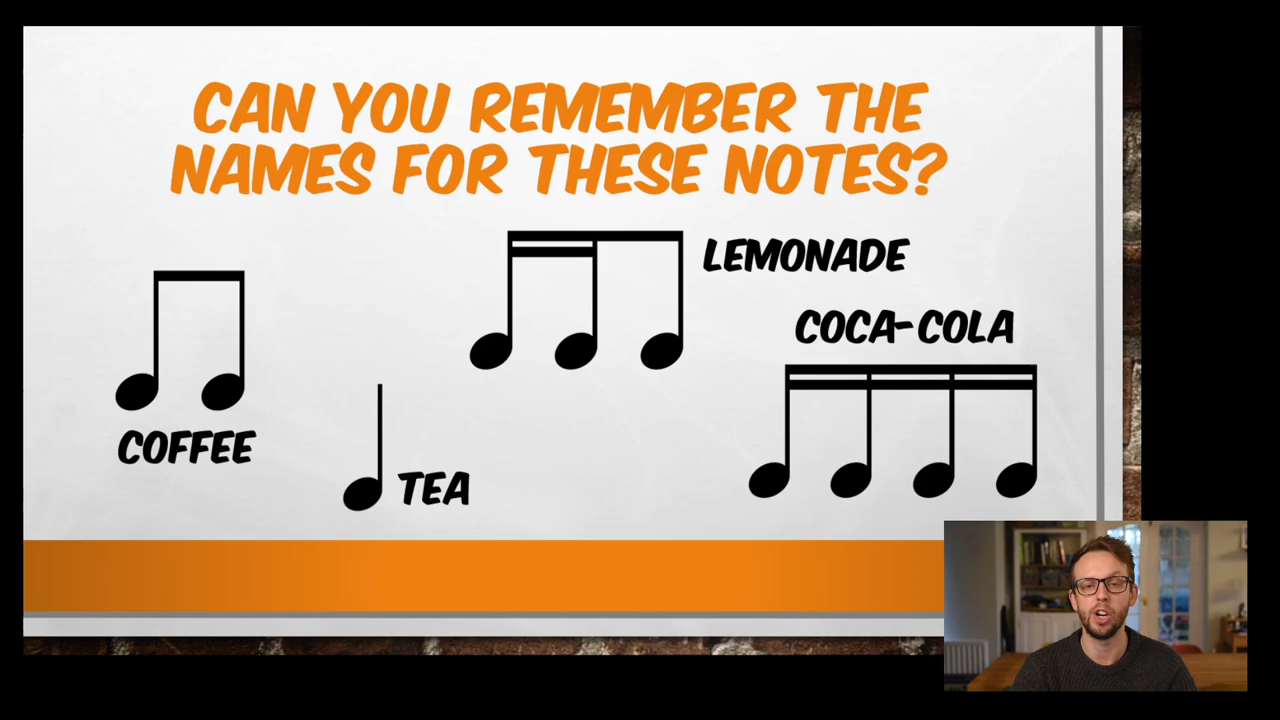 CAN YOU REMEMBER THE
NAMES FOR THESE NOTES?
LEMONADE
COCA-COLA
COFFEE
TEA